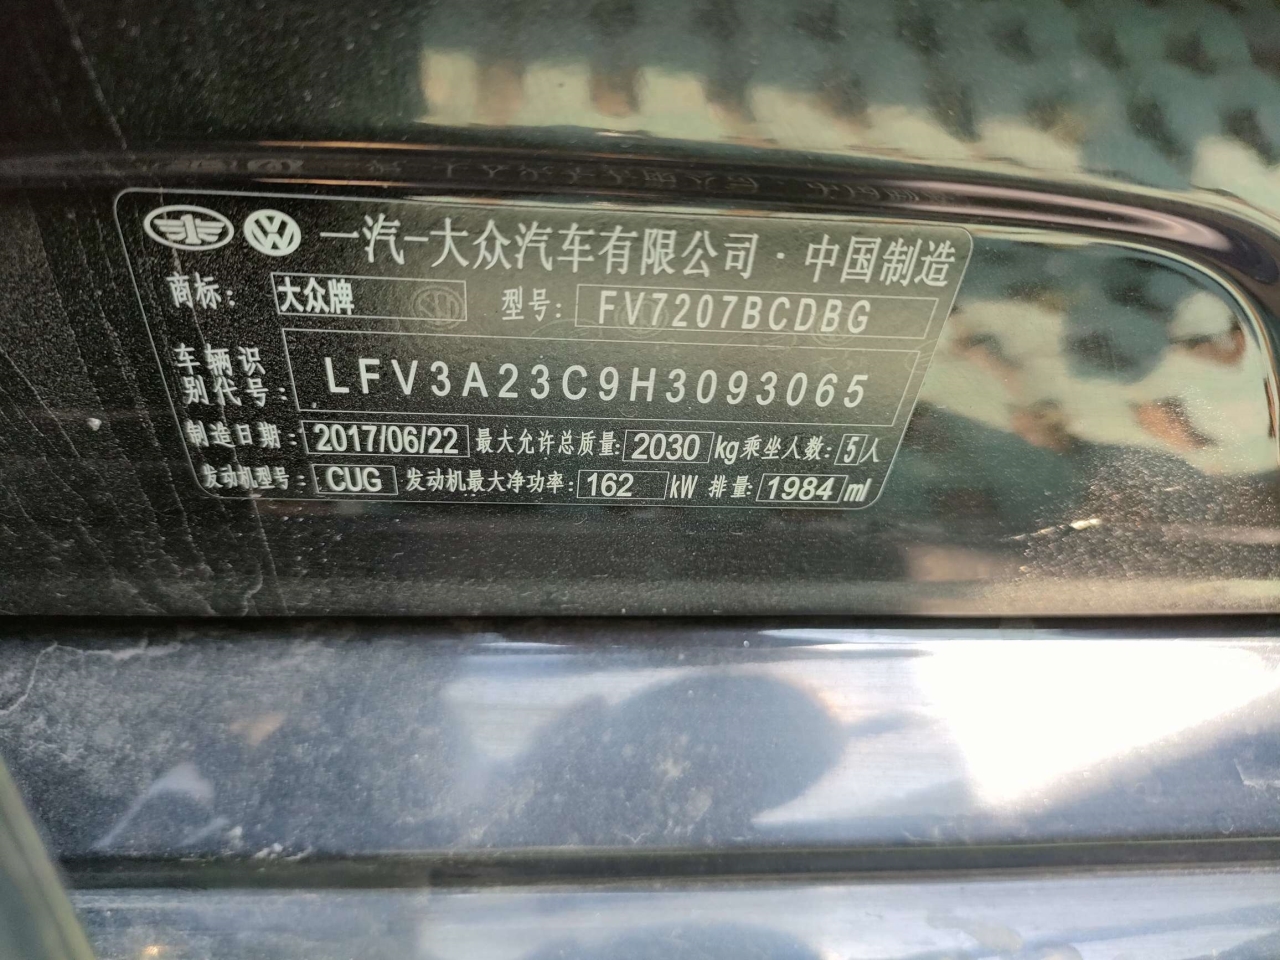 一汽-大众汽车有限公司·中国制造
商标: 大众牌 型号: FV7207BCDBG
车辆识别代号: LFV3A23C9H3093065
制造日期: 2017/06/22 最大允许总质量: 2030 kg 乘坐人数: 5 人
发动机型号: CUG 发动机最大净功率: 162 kW 排量: 1984 ml